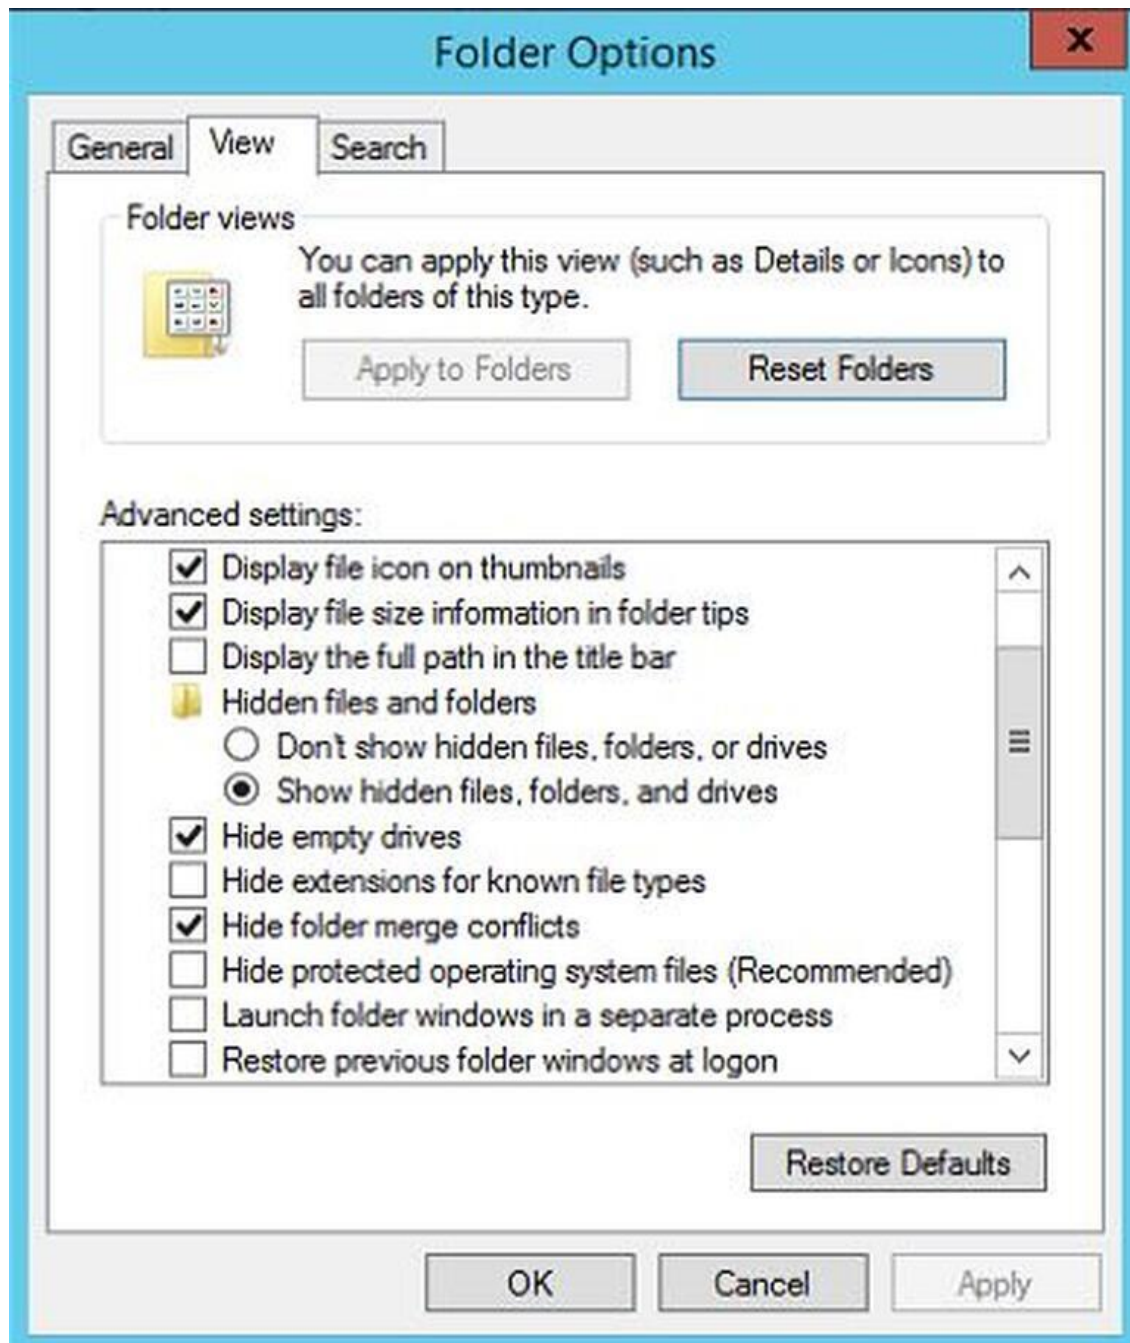 Folder Options
x
General
View
Search
Folder views
You can apply this view (such as Details or Icons) to
all folders of this type.
Apply to Folders
Reset Folders
Advanced settings:
Display file icon on thumbnails
Display file size information in folder tips
Display the full path in the title bar
Hidden files and folders
Don't show hidden files, folders, or drives
Show hidden files, folders, and drives
Hide empty drives
Hide extensions for known file types
Hide folder merge conflicts
Hide protected operating system files (Recommended)
Launch folder windows in a separate process
Restore previous folder windows at logon
Restore Defaults
OK
Cancel
Apply